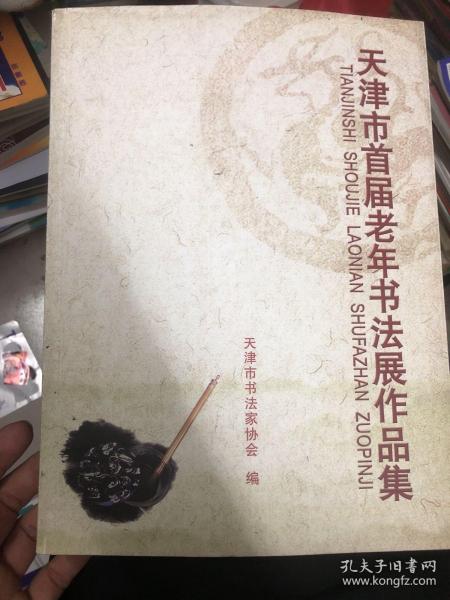 天津市首届老年书法展作品集
TIANJINSHI SHOUJIE LAONIAN SHUFAZHAN ZUOPINJI
天津市书法家协会 编
孔夫子旧书网
www.kongfz.com